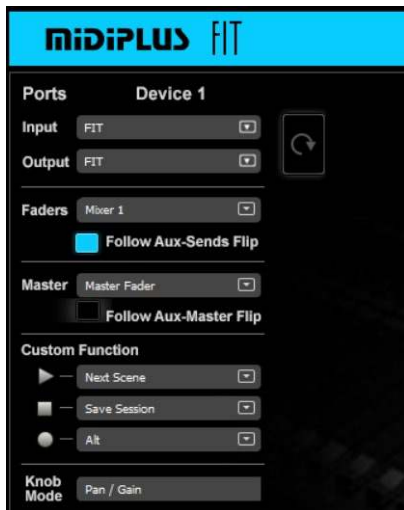 miDiPLUS FIT
Ports Device 1
Input FIT
Output FIT
Faders Mixer 1
Follow Aux-Sends Flip
Master Master Fader
Follow Aux-Master Flip
Custom Function
Next Scene
Save Session
Alt
Knob Mode Pan / Gain